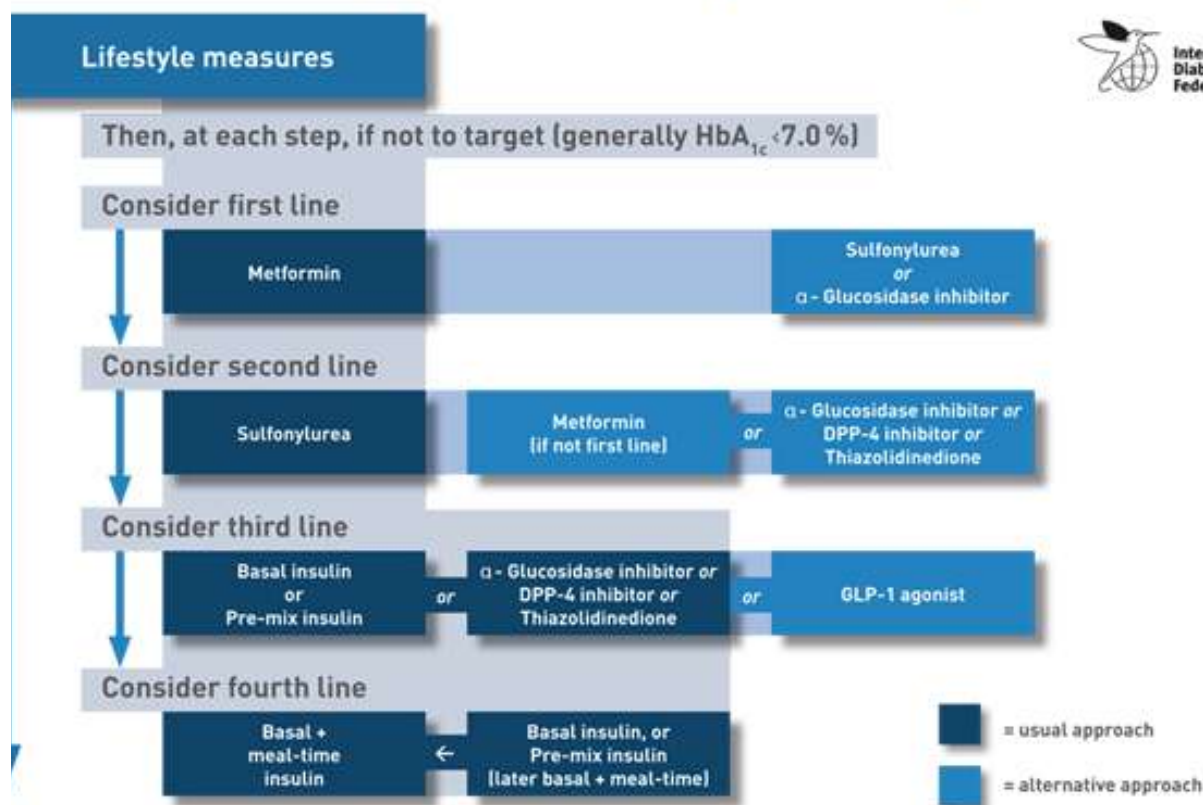 Lifestyle measures
Inte
Diab
Fede
Then, at each step, if not to target (generally HbA1c <7.0%)
Consider first line
Metformin
Sulfonylurea
or
α- Glucosidase inhibitor
Consider second line
Sulfonylurea
Metformin
(if not first line)
or
α- Glucosidase inhibitor or
DPP-4 inhibitor or
Thiazolidinedione
Consider third line
Basal insulin
or
Pre-mix insulin
or
α- Glucosidase inhibitor or
DPP-4 inhibitor or
Thiazolidinedione
or
GLP-1 agonist
Consider fourth line
Basal +
meal-time
insulin
←
Basal insulin, or
Pre-mix insulin
(later basal + meal-time)
= usual approach
= alternative approach